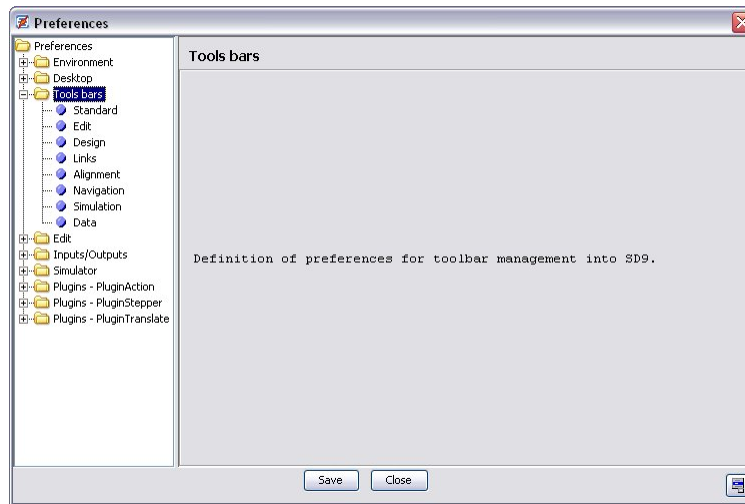 Preferences
Preferences
Environment
Desktop
Tools bars
Standard
Edit
Design
Links
Alignment
Navigation
Simulation
Data
Edit
Inputs/Outputs
Simulator
Plugins - PluginAction
Plugins - PluginStepper
Plugins - PluginTranslate
Tools bars
Definition of preferences for toolbar management into SD9.
Save Close